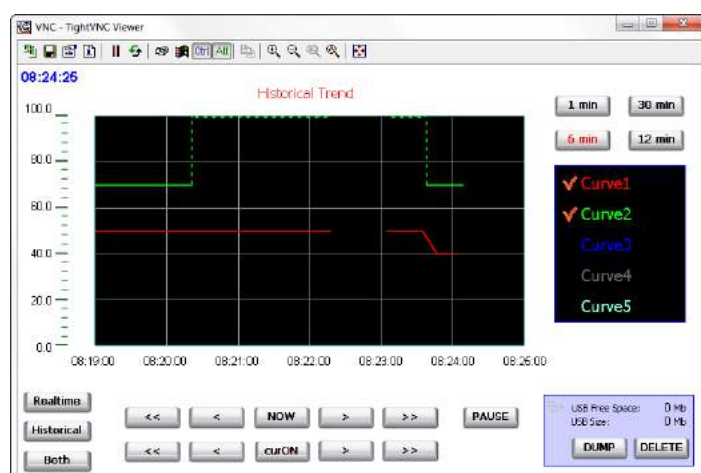 VNC - TightVNC Viewer
Ctrl Alt
08:24:25
Historical Trend
100.0
80.0
60.0
40.0
20.0
0.0
08:19:00 08:20:00 08:21:00 08:22:00 08:23:00 08:24:00 08:25:00
1 min 30 min
6 min 12 min
Curve1
Curve2
Curve3
Curve4
Curve5
Realtime
Historical
Both
<< < NOW > >> PAUSE
<< < curON > >>
USB Free Space: 0 Mb
USB Size: 0 Mb
DUMP DELETE